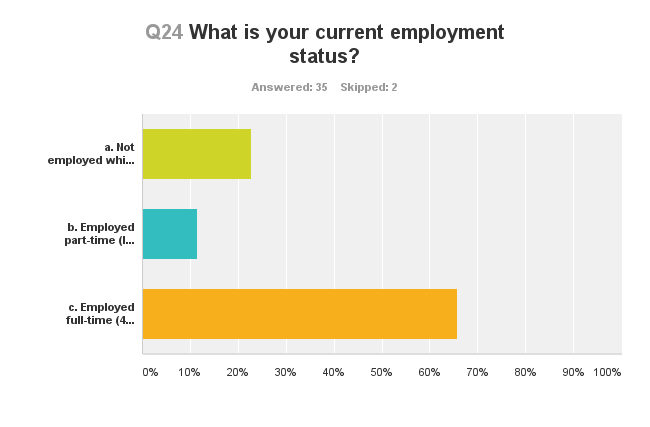 Q24 What is your current employment
status?
Answered: 35 Skipped: 2
a. Not
employed whi...
b. Employed
part-time (l...
c. Employed
full-time (4...
0% 10% 20% 30% 40% 50% 60% 70% 80% 90% 100%